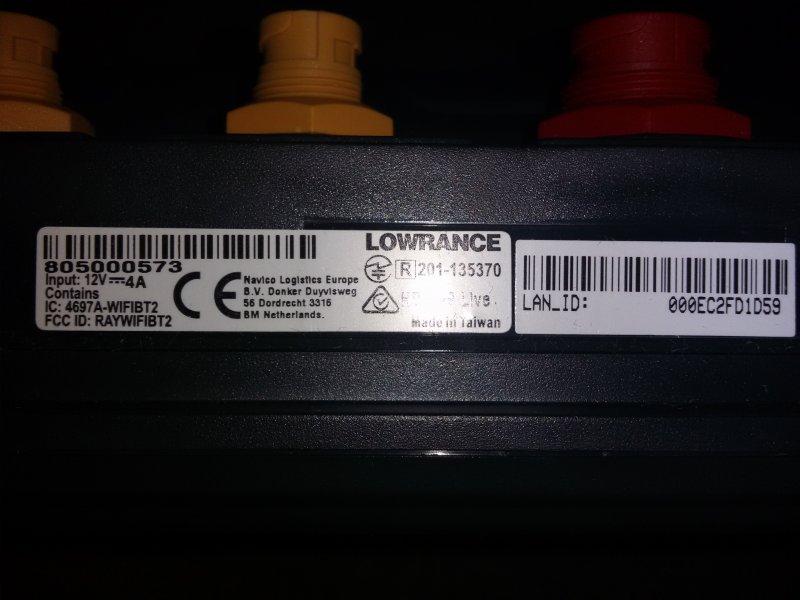 805000573
Input: 12V⎓4A
Contains
IC: 4697A-WIFIBT2
FCC ID: RAYWIFIBT2
CE
Navico Logistics Europe
B.V. Donker Duyvisweg
56 Dordrecht 3316
BM Netherlands.
LOWRANCE
R 201-135370
Live
Made in Taiwan
LAN_ID: 000EC2FD1D59